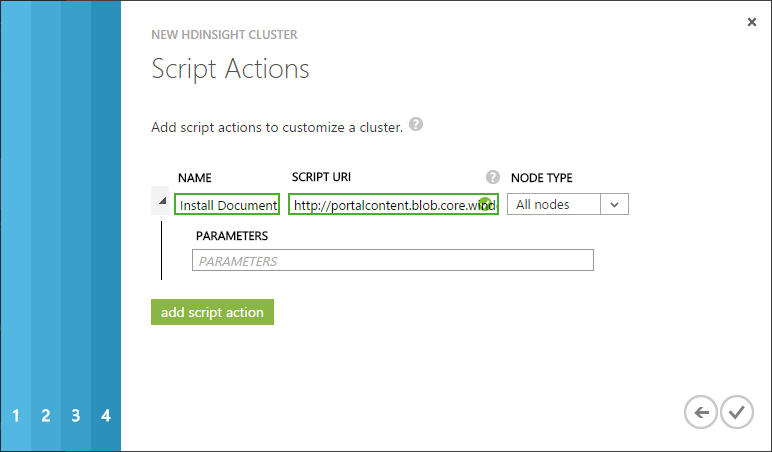 NEW HDINSIGHT CLUSTER
Script Actions
Add script actions to customize a cluster. ?
NAME SCRIPT URI ? NODE TYPE
Install Document http://portalcontent.blob.core.wind All nodes
PARAMETERS
PARAMETERS
add script action
1 2 3 4